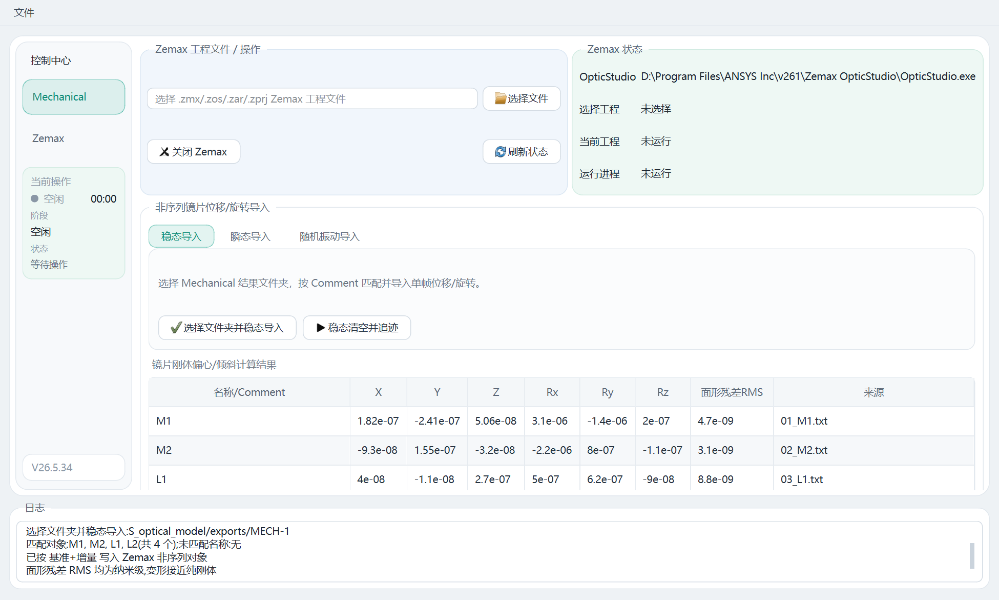 文件
控制中心
Mechanical
Zemax
当前操作
空闲 00:00
阶段
空闲
状态
等待操作
V26.5.34
Zemax 工程文件 / 操作
选择 .zmx/.zos/.zar/.zprj Zemax 工程文件
选择文件
关闭 Zemax
刷新状态
Zemax 状态
OpticStudio D:\Program Files\ANSYS Inc\v261\Zemax OpticStudio\OpticStudio.exe
选择工程 未选择
当前工程 未运行
运行进程 未运行
非序列镜片位移/旋转导入
稳态导入 瞬态导入 随机振动导入
选择 Mechanical 结果文件夹，按 Comment 匹配并导入单帧位移/旋转。
选择文件夹并稳态导入 稳态清空并追迹
镜片刚体偏心/倾斜计算结果
名称/Comment X Y Z Rx Ry Rz 面形残差RMS 来源
M1 1.82e-07 -2.41e-07 5.06e-08 3.1e-06 -1.4e-06 2e-07 4.7e-09 01_M1.txt
M2 -9.3e-08 1.55e-07 -3.2e-08 -2.2e-06 8e-07 -1.1e-07 3.1e-09 02_M2.txt
L1 4e-08 -1.1e-08 2.7e-07 5e-07 6.2e-07 -9e-08 8.8e-09 03_L1.txt
日志
选择文件夹并稳态导入:S_optical_model/exports/MECH-1
匹配对象:M1, M2, L1, L2(共 4 个);未匹配名称:无
已按 基准+增量 写入 Zemax 非序列对象
面形残差 RMS 均为纳米级,变形接近纯刚体